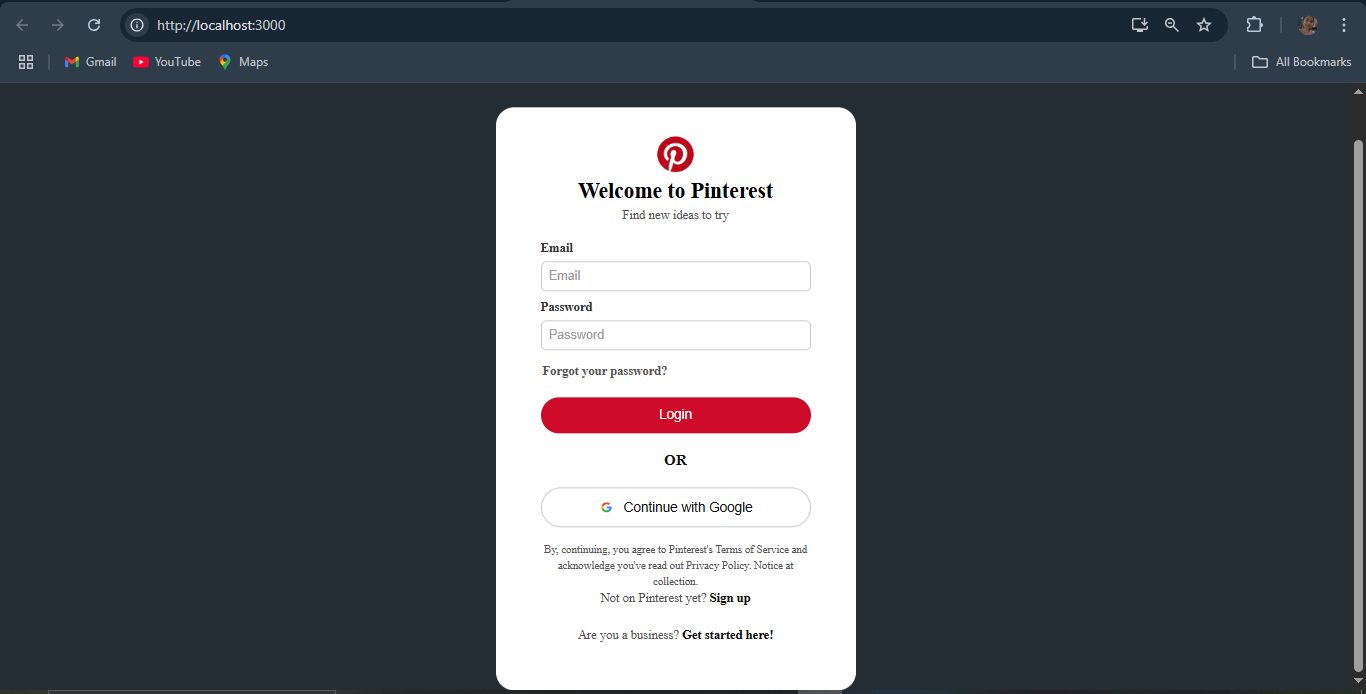 http://localhost:3000
Gmail YouTube Maps All Bookmarks
Welcome to Pinterest
Find new ideas to try
Email
Email
Password
Password
Forgot your password?
Login
OR
Continue with Google
By, continuing, you agree to Pinterest's Terms of Service and
acknowledge you've read out Privacy Policy. Notice at
collection.
Not on Pinterest yet? Sign up
Are you a business? Get started here!